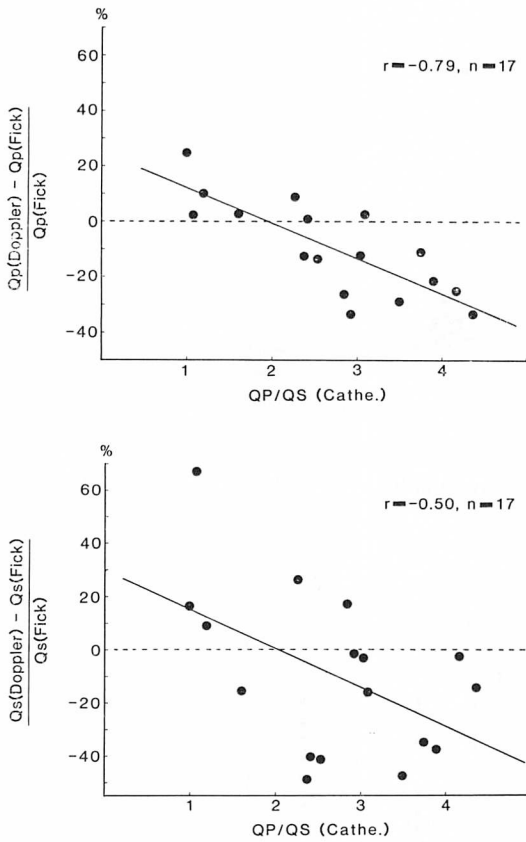 %
60
r=-0.79, n=17
40
20
0
-20
-40
Qp(Doppler) - Qp(Fick)
Qp(Fick)
1 2 3 4
QP/QS (Cathe.)
%
60
r=-0.50, n=17
40
20
0
-20
-40
Qs(Doppler) - Qs(Fick)
Qs(Fick)
1 2 3 4
QP/QS (Cathe.)